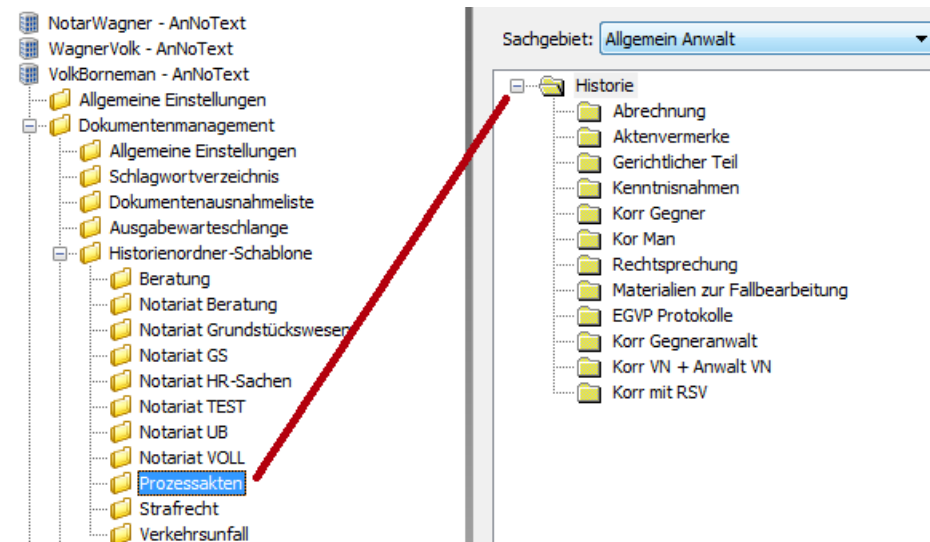 NotarWagner - AnNoText
WagnerVolk - AnNoText
VolkBorneman - AnNoText
Allgemeine Einstellungen
Dokumentenmanagement
Allgemeine Einstellungen
Schlagwortverzeichnis
Dokumentenausnahmeliste
Ausgabewarteschlange
Historienordner-Schablone
Beratung
Notariat Beratung
Notariat Grundstückswesen
Notariat GS
Notariat HR-Sachen
Notariat TEST
Notariat UB
Notariat VOLL
Prozessakten
Strafrecht
Verkehrsunfall
Sachgebiet: Allgemein Anwalt
Historie
Abrechnung
Aktenvermerke
Gerichtlicher Teil
Kenntnisnahmen
Korr Gegner
Kor Man
Rechtsprechung
Materialien zur Fallbearbeitung
EGVP Protokolle
Korr Gegneranwalt
Korr VN + Anwalt VN
Korr mit RSV